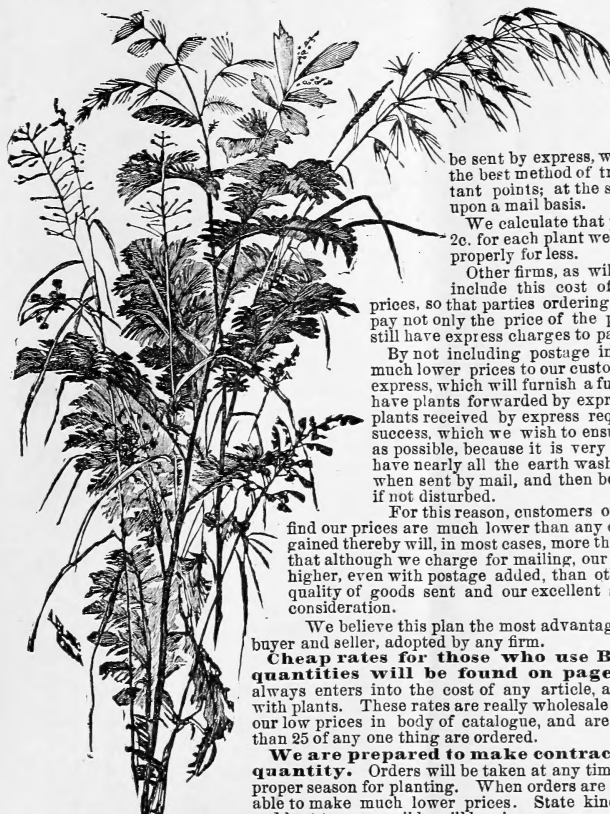 be sent by express, w
the best method of tr
tant points; at the s
upon a mail basis.
We calculate that
2c. for each plant we
properly for less.
Other firms, as wil
include this cost of
prices, so that parties ordering
pay not only the price of the p
still have express charges to pa
By not including postage in
much lower prices to our custo
express, which will furnish a fu
have plants forwarded by expr
plants received by express req
success, which we wish to ensu
as possible, because it is very
have nearly all the earth wash
when sent by mail, and then be
if not disturbed.
For this reason, customers o
find our prices are much lower than any o
gained thereby will, in most cases, more th
that although we charge for mailing, our
higher, even with postage added, than ot
quality of goods sent and our excellent s
consideration.
We believe this plan the most advantag
buyer and seller, adopted by any firm.
Cheap rates for those who use B
quantities will be found on page
always enters into the cost of any article, a
with plants. These rates are really wholesale
our low prices in body of catalogue, and are
than 25 of any one thing are ordered.
We are prepared to make contrac
quantity. Orders will be taken at any tim
proper season for planting. When orders are
able to make much lower prices. State kin